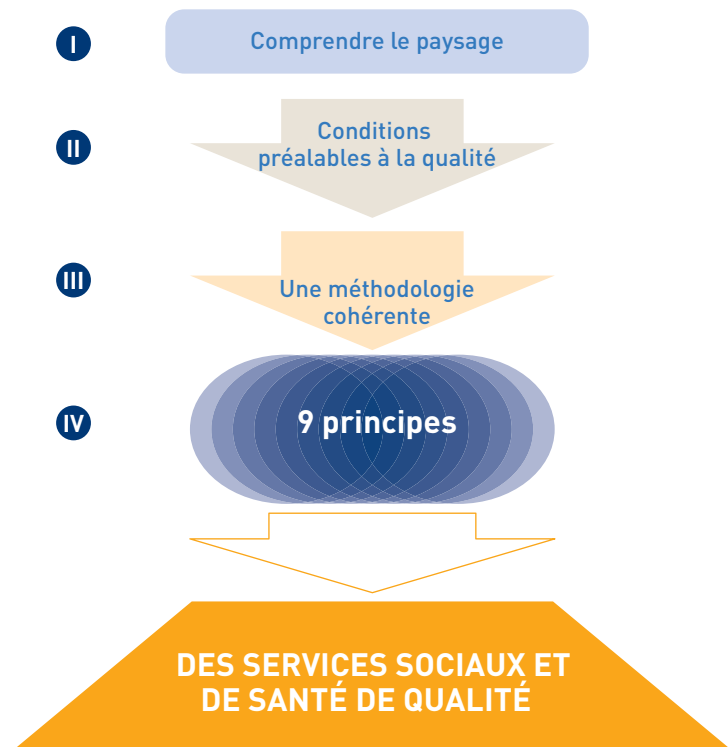 I
Comprendre le paysage
II
Conditions
préalables à la qualité
III
Une méthodologie
cohérente
IV
9 principes
DES SERVICES SOCIAUX ET
DE SANTÉ DE QUALITÉ